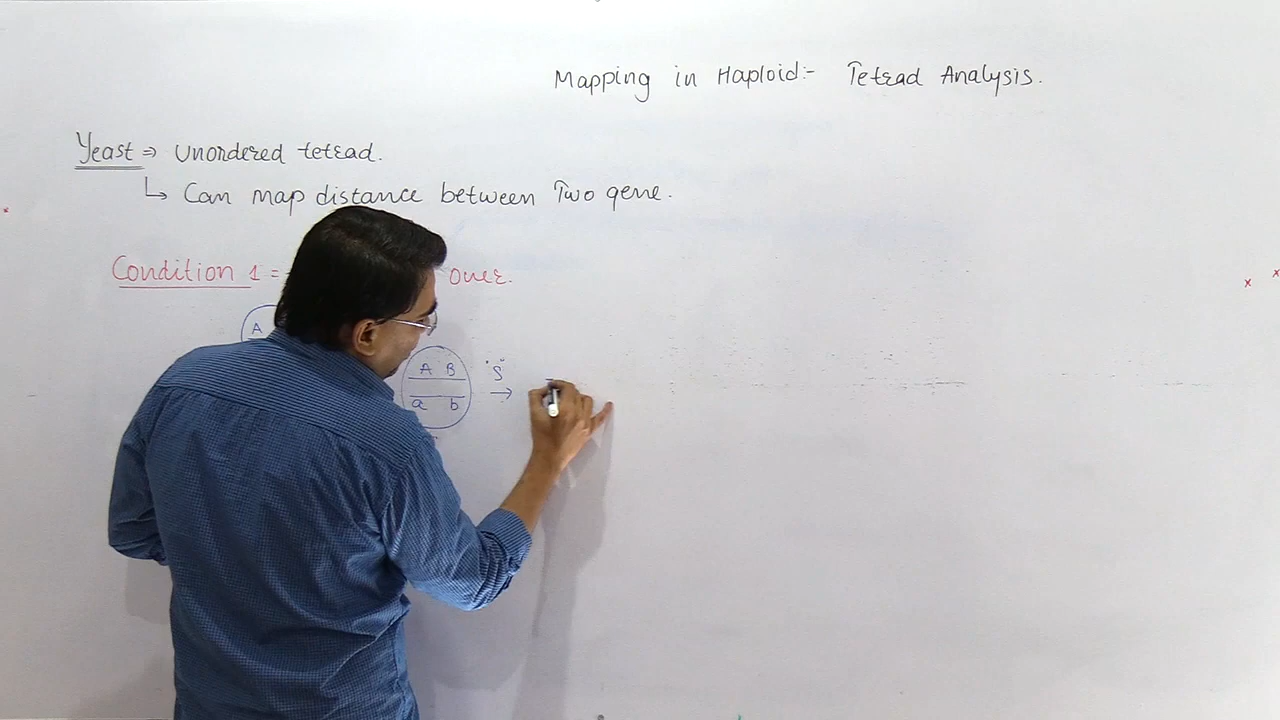 Mapping in Haploid:- Tetrad Analysis.
Yeast ⇒ Unordered tetrad.
↳ Can map distance between Two gene.
Condition 1 = over.
A
A B "S"
→
a b